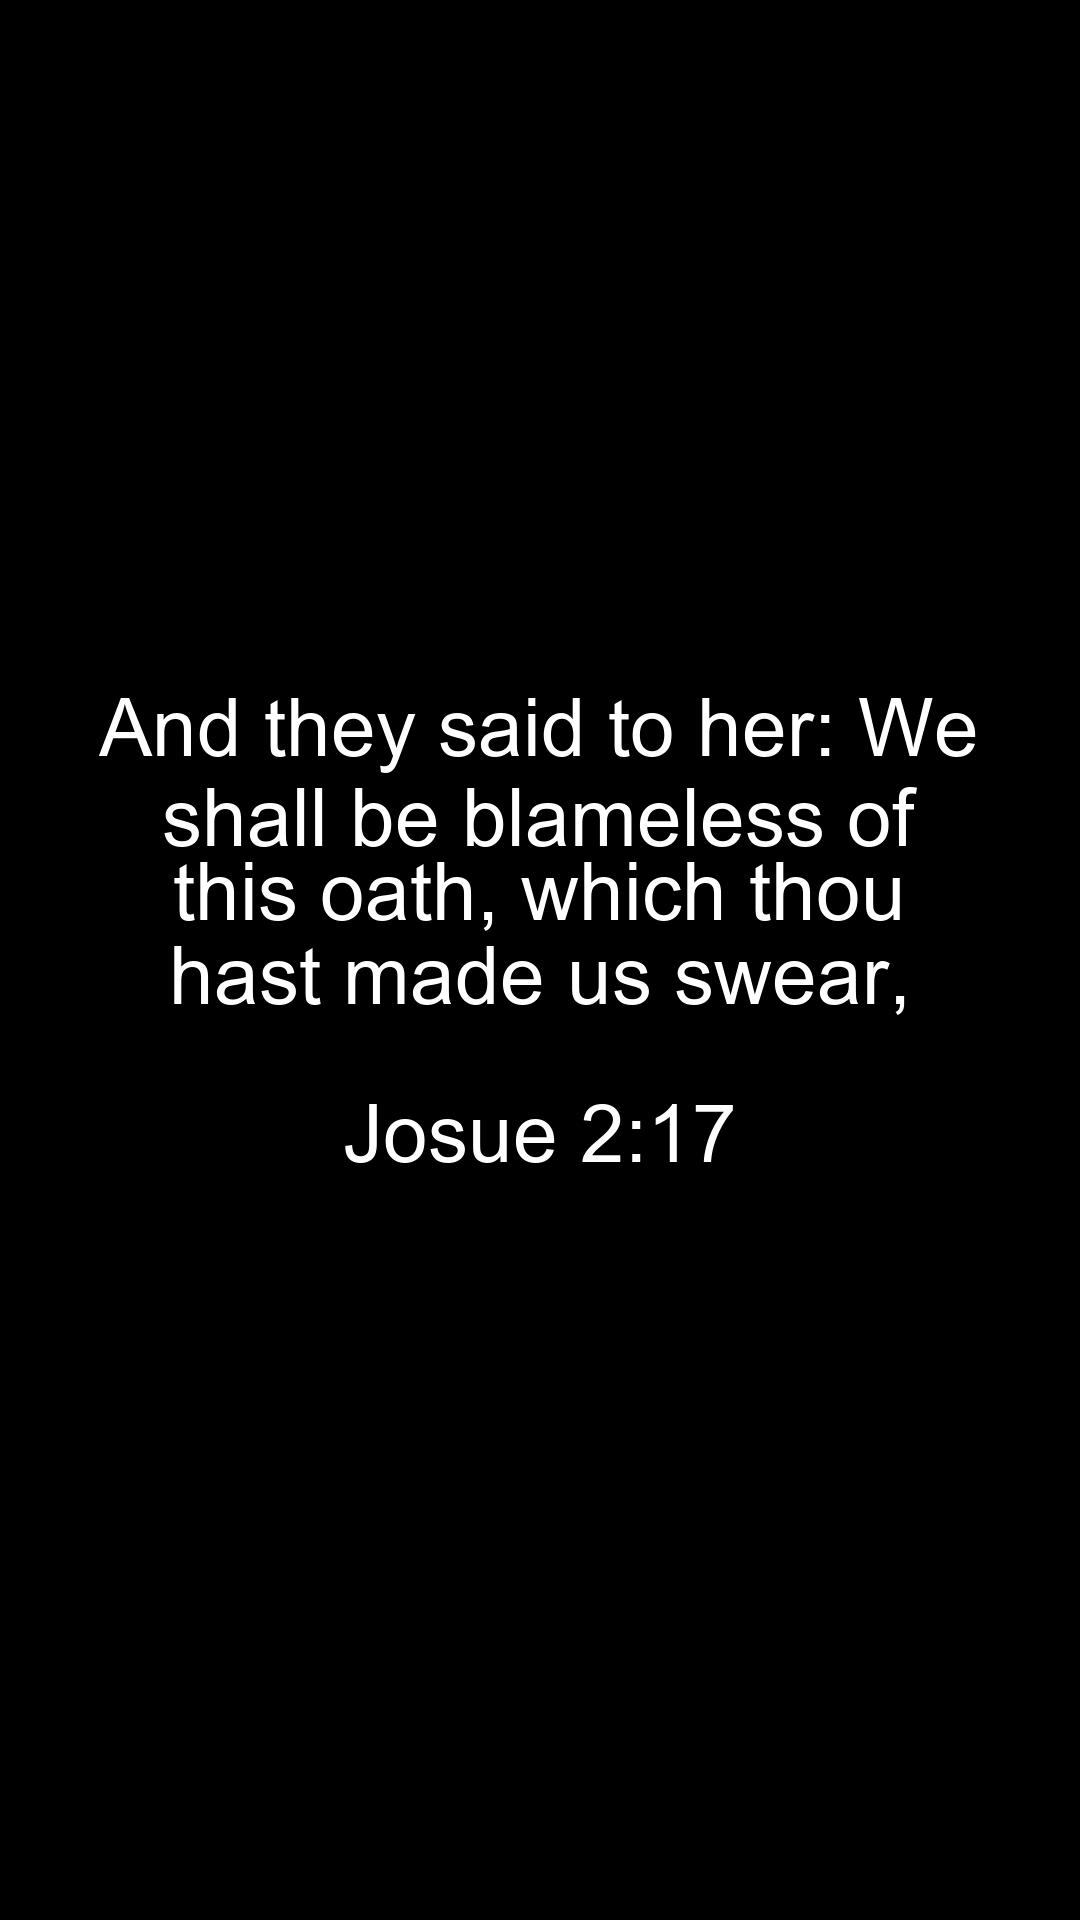 And they said to her: We
shall be blameless of
this oath, which thou
hast made us swear,
Josue 2:17